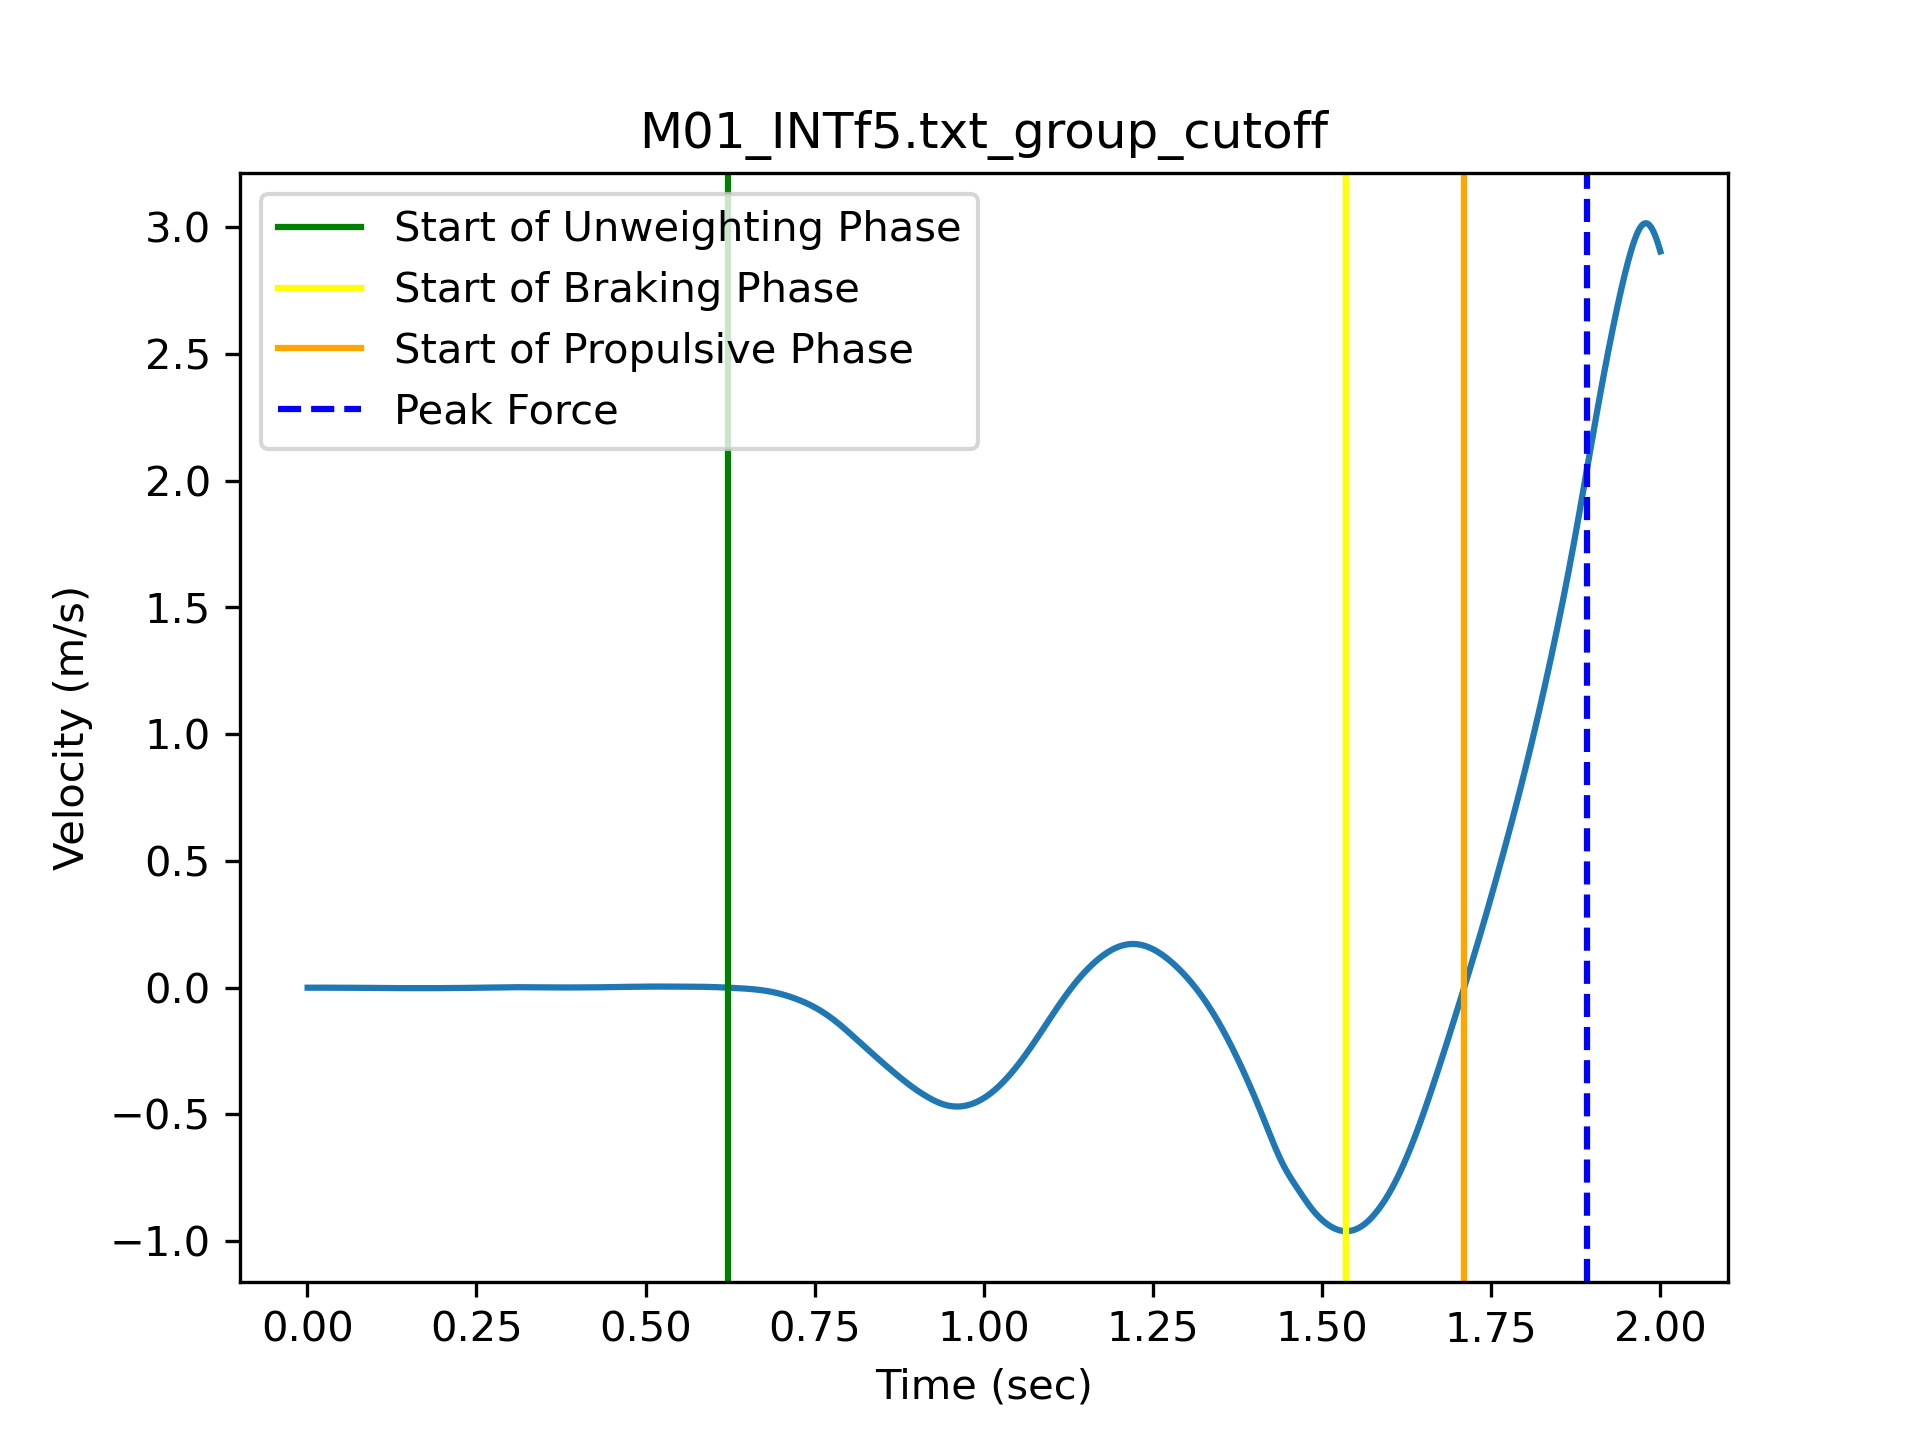 M01_INTf5.txt_group_cutoff
Start of Unweighting Phase
Start of Braking Phase
Start of Propulsive Phase
Peak Force
3.0
2.5
2.0
1.5
1.0
0.5
0.0
−0.5
−1.0
Velocity (m/s)
0.00 0.25 0.50 0.75 1.00 1.25 1.50 1.75 2.00
Time (sec)